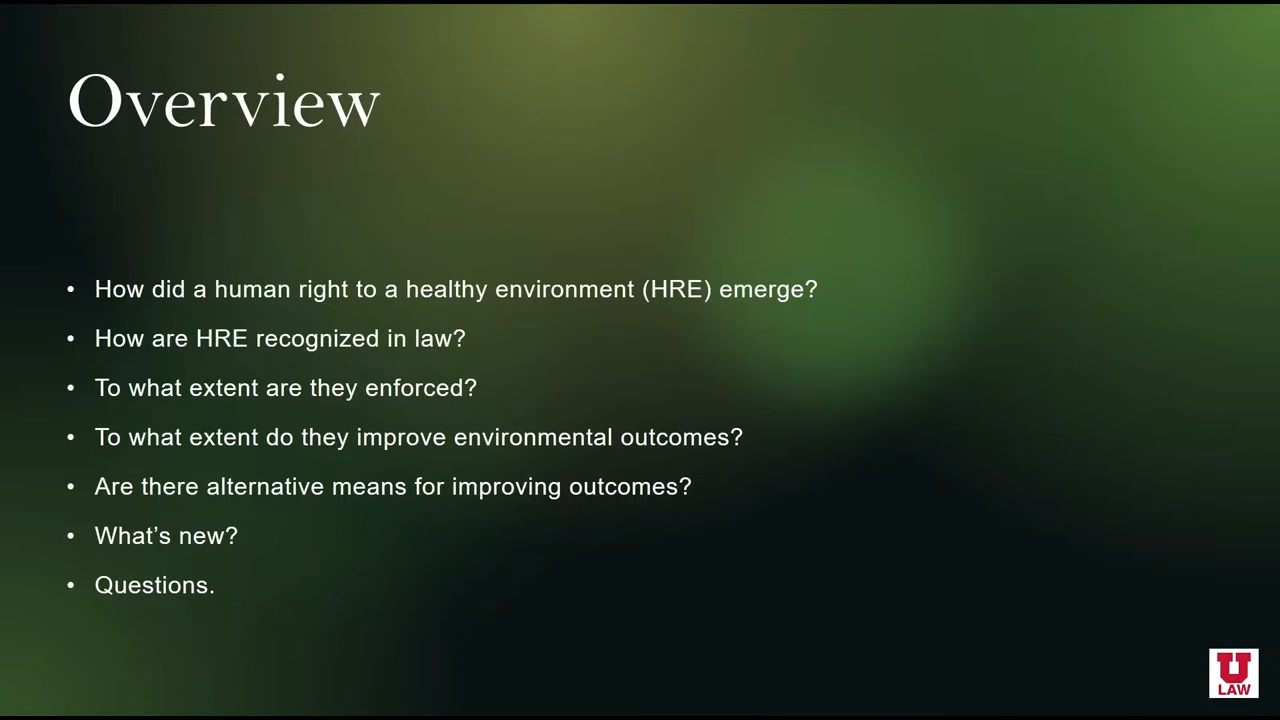 Overview
• How did a human right to a healthy environment (HRE) emerge?
• How are HRE recognized in law?
• To what extent are they enforced?
• To what extent do they improve environmental outcomes?
• Are there alternative means for improving outcomes?
• What’s new?
• Questions.
U
LAW